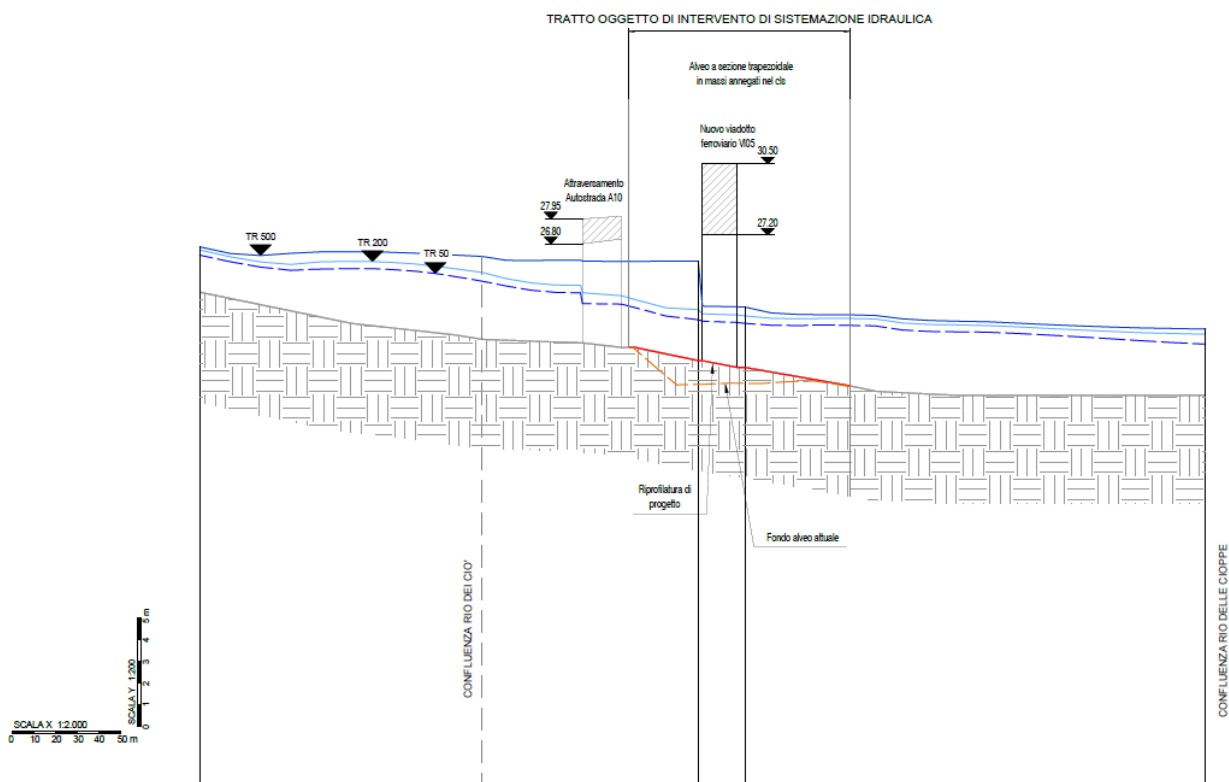 TRATTO OGGETTO DI INTERVENTO DI SISTEMAZIONE IDRAULICA
Alveo a sezione trapezoidale
in massi annegati nel cls
Nuovo viadotto
ferroviario VI05
30.50
27.20
Attraversamento
Autostrada A10
27.95
26.80
TR 500
TR 200
TR 50
Riprofilatura di
progetto
Fondo alveo attuale
CONFLUENZA RIO DEI CIO'
CONFLUENZA RIO DELLE CIOPPE
SCALA Y 1:200
0 1 2 3 4 5 m
SCALA X 1:2.000
0 10 20 30 40 50 m